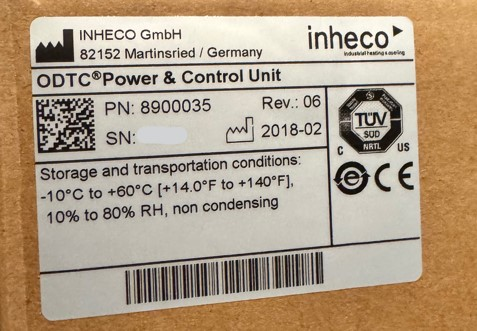 INHECO GmbH
82152 Martinsried / Germany
inheco
industrial heating & cooling
ODTC®Power & Control Unit
PN: 8900035
Rev.: 06
SN:
2018-02
Storage and transportation conditions:
-10°C to +60°C [+14.0°F to +140°F],
10% to 80% RH, non condensing
TÜV
SÜD
NRTL
C US
e
CE